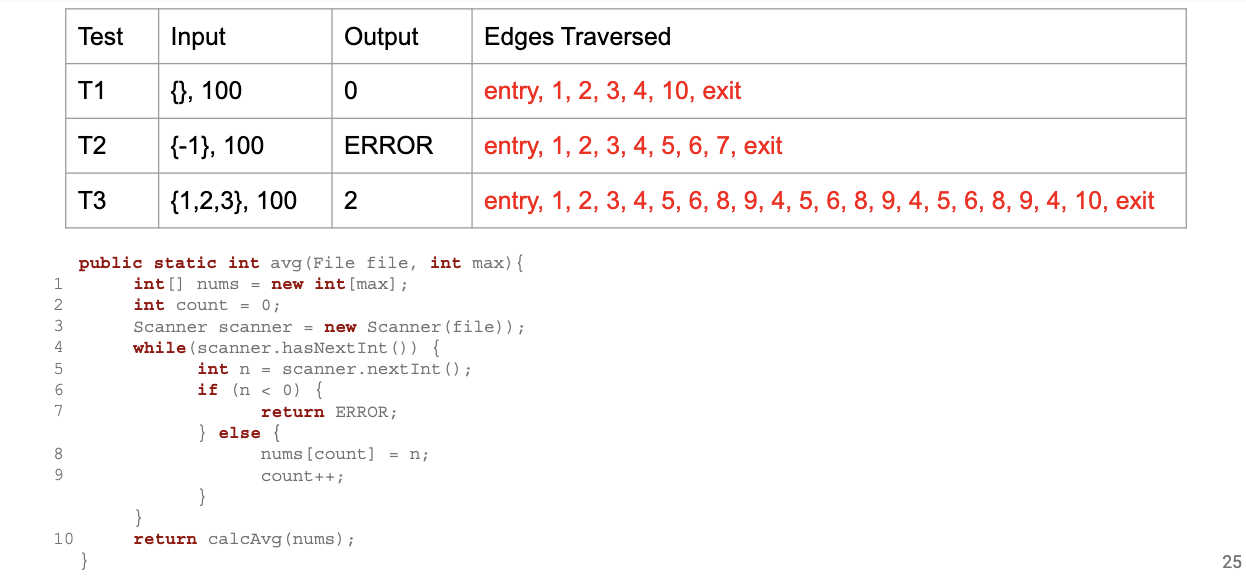 Test Input Output Edges Traversed
T1 {}, 100 0 entry, 1, 2, 3, 4, 10, exit
T2 {-1}, 100 ERROR entry, 1, 2, 3, 4, 5, 6, 7, exit
T3 {1,2,3}, 100 2 entry, 1, 2, 3, 4, 5, 6, 8, 9, 4, 5, 6, 8, 9, 4, 5, 6, 8, 9, 4, 10, exit
public static int avg(File file, int max){
1 int[] nums = new int[max];
2 int count = 0;
3 Scanner scanner = new Scanner(file));
4 while(scanner.hasNextInt()) {
5 int n = scanner.nextInt();
6 if (n < 0) {
7 return ERROR;
} else {
8 nums[count] = n;
9 count++;
}
}
10 return calcAvg(nums);
}
25